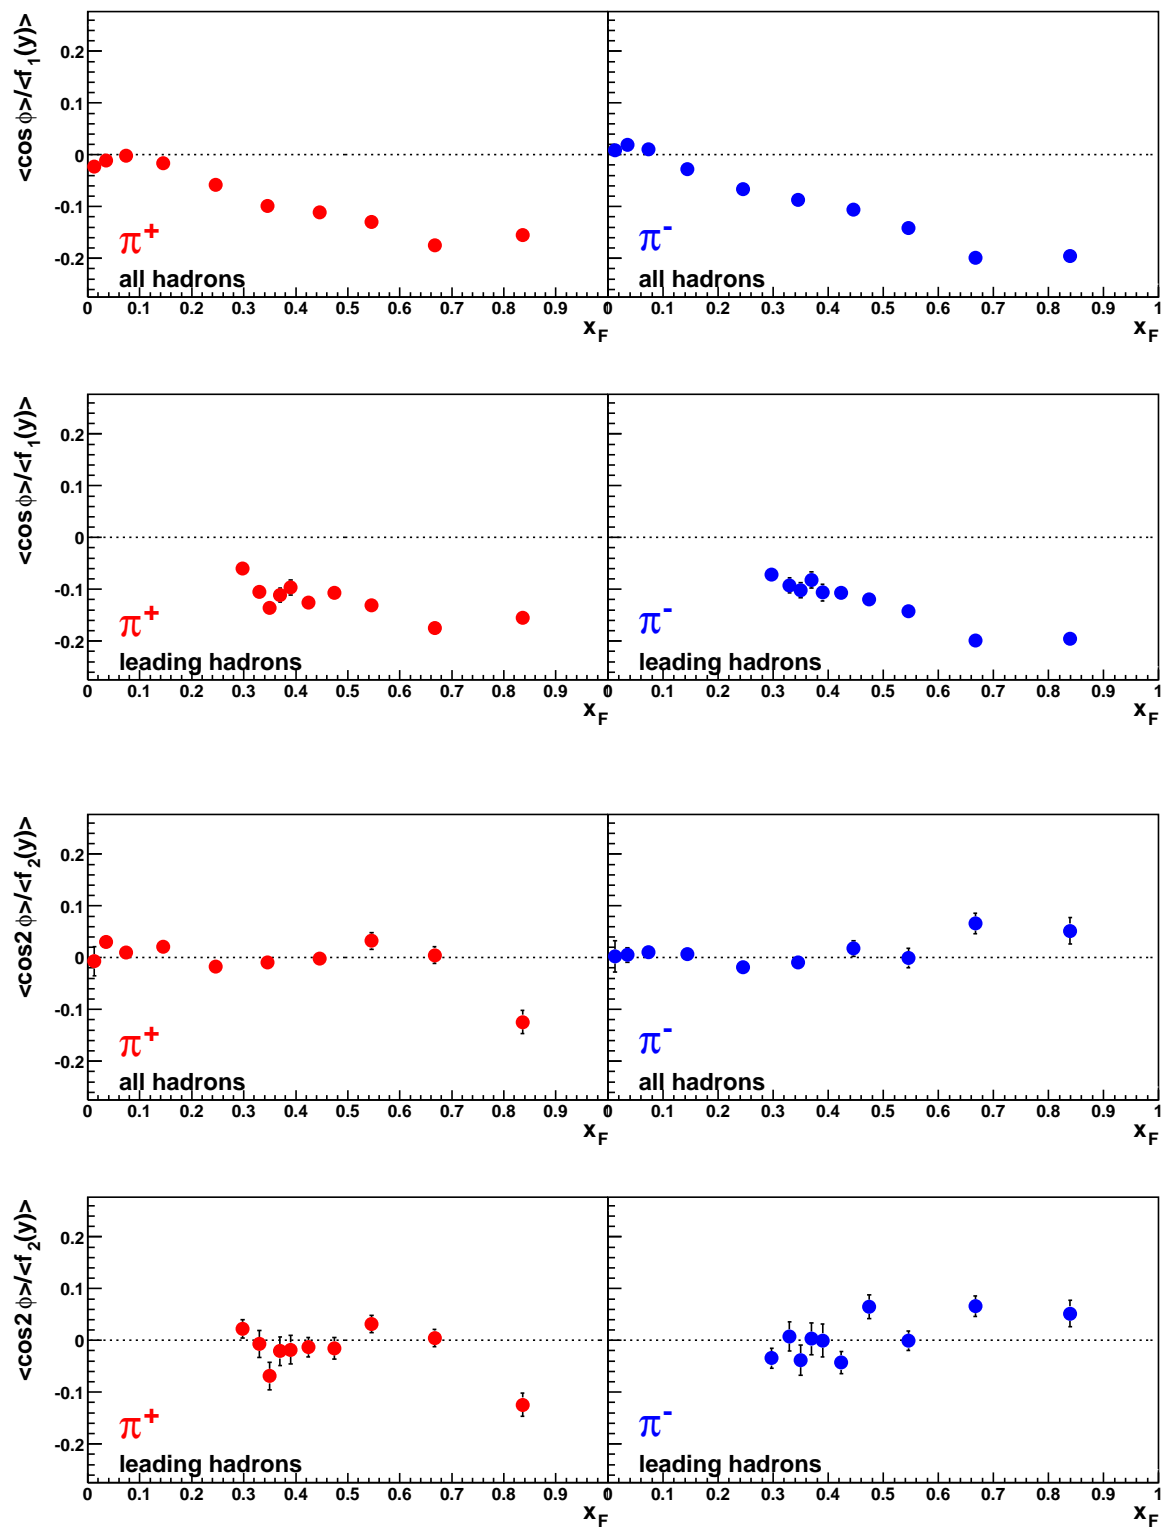 <cos ϕ>/<f1(y)>
0.2
0.1
0
-0.1
-0.2
π+
π-
all hadrons
all hadrons
0 0.1 0.2 0.3 0.4 0.5 0.6 0.7 0.8 0.9 0 0.1 0.2 0.3 0.4 0.5 0.6 0.7 0.8 0.9 1
xF xF
<cos ϕ>/<f1(y)>
0.2
0.1
0
-0.1
-0.2
π+
π-
leading hadrons
leading hadrons
0 0.1 0.2 0.3 0.4 0.5 0.6 0.7 0.8 0.9 0 0.1 0.2 0.3 0.4 0.5 0.6 0.7 0.8 0.9 1
xF xF
<cos2 ϕ>/<f2(y)>
0.2
0.1
0
-0.1
-0.2
π+
π-
all hadrons
all hadrons
0 0.1 0.2 0.3 0.4 0.5 0.6 0.7 0.8 0.9 0 0.1 0.2 0.3 0.4 0.5 0.6 0.7 0.8 0.9 1
xF xF
<cos2 ϕ>/<f2(y)>
0.2
0.1
0
-0.1
-0.2
π+
π-
leading hadrons
leading hadrons
0 0.1 0.2 0.3 0.4 0.5 0.6 0.7 0.8 0.9 0 0.1 0.2 0.3 0.4 0.5 0.6 0.7 0.8 0.9 1
xF xF